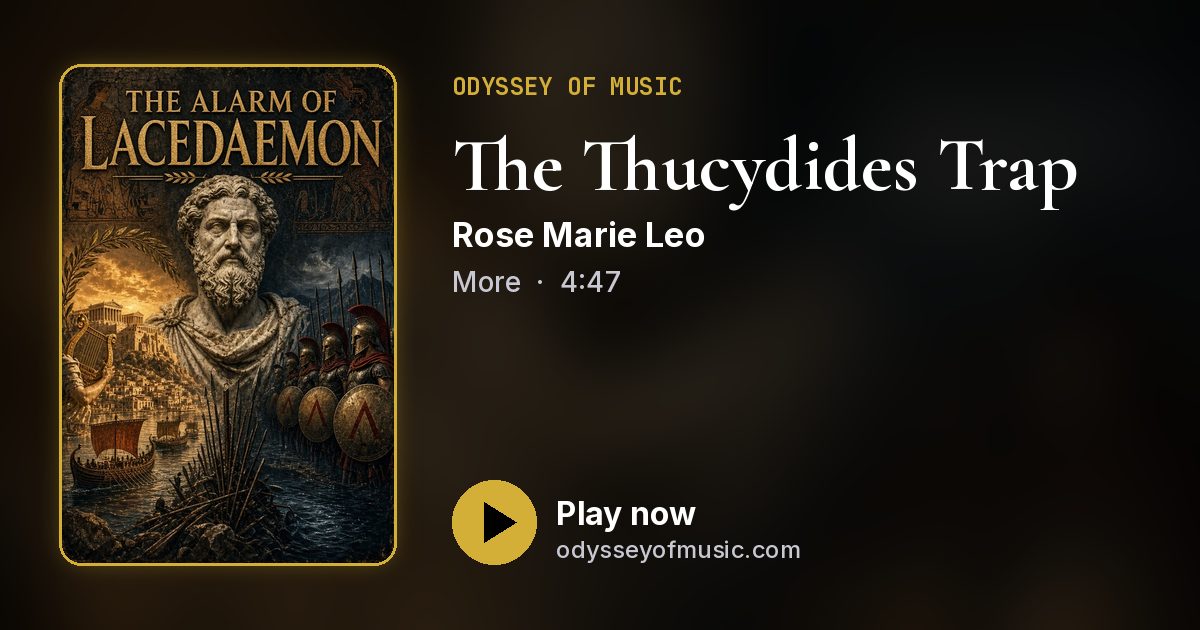 THE ALARM OF
LACEDAEMON
ODYSSEY OF MUSIC
The Thucydides Trap
Rose Marie Leo
More · 4:47
Play now
odysseyofmusic.com